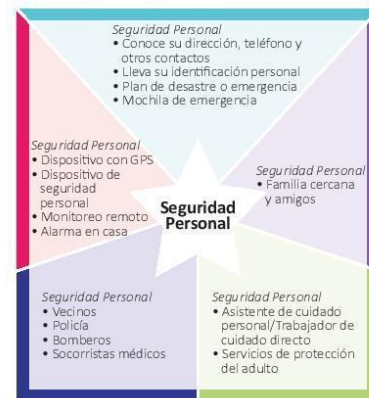 Seguridad Personal
• Conoce su dirección, teléfono y
otros contactos
• Lleva su identificación personal
• Plan de desastre o emergencia
• Mochila de emergencia
Seguridad Personal
• Dispositivo con GPS
• Dispositivo de
seguridad
personal
• Monitoreo remoto
• Alarma en casa
Seguridad Personal
• Familia cercana
y amigos
Seguridad
Personal
Seguridad Personal
• Vecinos
• Policía
• Bomberos
• Socorristas médicos
Seguridad Personal
• Asistente de cuidado
personal/Trabajador de
cuidado directo
• Servicios de protección
del adulto